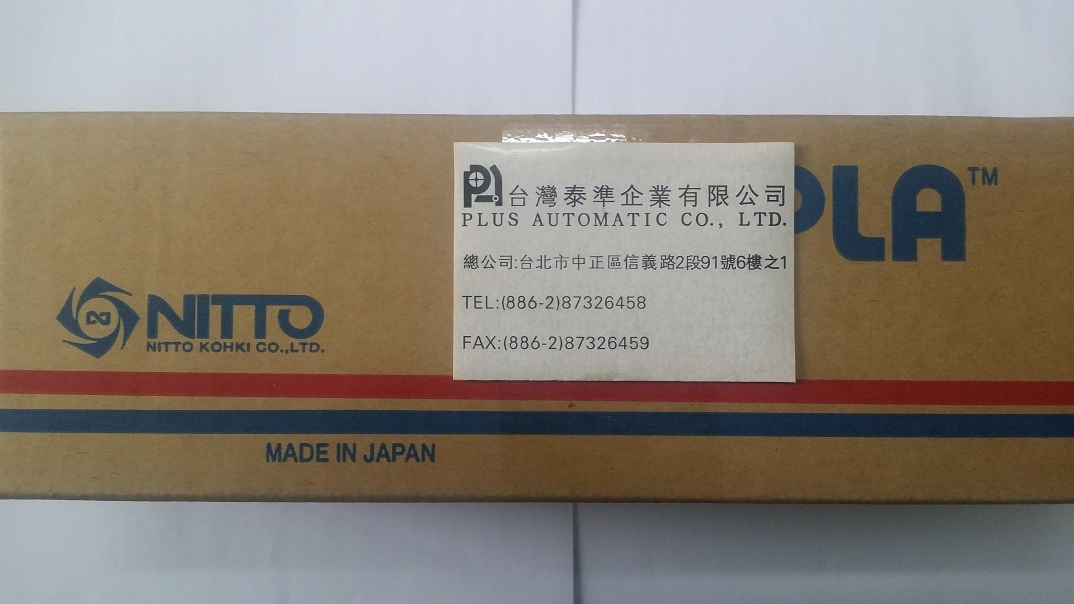 台灣泰準企業有限公司
PLUS AUTOMATIC CO., LTD.
總公司:台北市中正區信義路2段91號6樓之1
TEL:(886-2)87326458
FAX:(886-2)87326459
PLA™
NITTO
NITTO KOHKI CO.,LTD.
MADE IN JAPAN